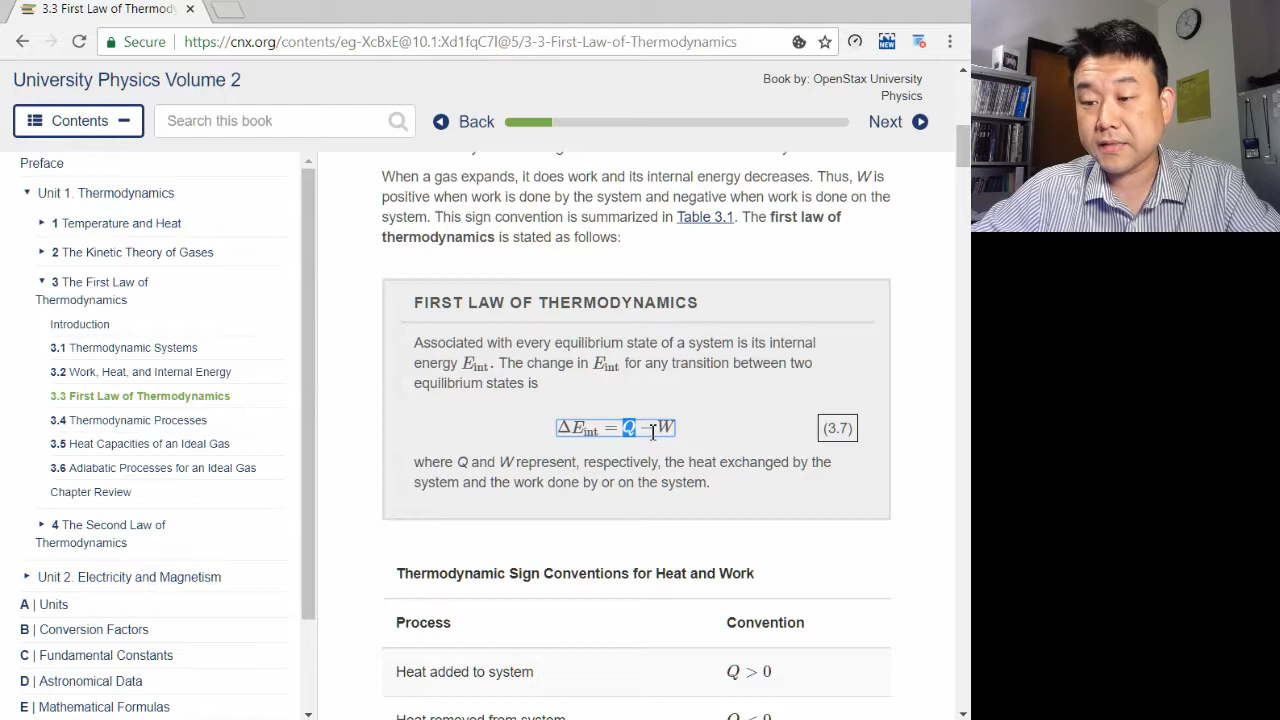 3.3 First Law of Thermod
Secure
https://cnx.org/contents/eg-XcBxE@10.1:Xd1fqC7I@5/3-3-First-Law-of-Thermodynamics
NEW
University Physics Volume 2
Book by: OpenStax University
Physics
Contents
Search this book
Back
Next
Preface
Unit 1. Thermodynamics
1 Temperature and Heat
2 The Kinetic Theory of Gases
3 The First Law of
Thermodynamics
Introduction
3.1 Thermodynamic Systems
3.2 Work, Heat, and Internal Energy
3.3 First Law of Thermodynamics
3.4 Thermodynamic Processes
3.5 Heat Capacities of an Ideal Gas
3.6 Adiabatic Processes for an Ideal Gas
Chapter Review
4 The Second Law of
Thermodynamics
Unit 2. Electricity and Magnetism
A | Units
B | Conversion Factors
C | Fundamental Constants
D | Astronomical Data
E | Mathematical Formulas
When a gas expands, it does work and its internal energy decreases. Thus, W is
positive when work is done by the system and negative when work is done on the
system. This sign convention is summarized in Table 3.1. The first law of
thermodynamics is stated as follows:
FIRST LAW OF THERMODYNAMICS
Associated with every equilibrium state of a system is its internal
energy Eint. The change in Eint for any transition between two
equilibrium states is
ΔEint = Q − W
(3.7)
where Q and W represent, respectively, the heat exchanged by the
system and the work done by or on the system.
Thermodynamic Sign Conventions for Heat and Work
Process Convention
Heat added to system Q > 0
Heat removed from system Q < 0